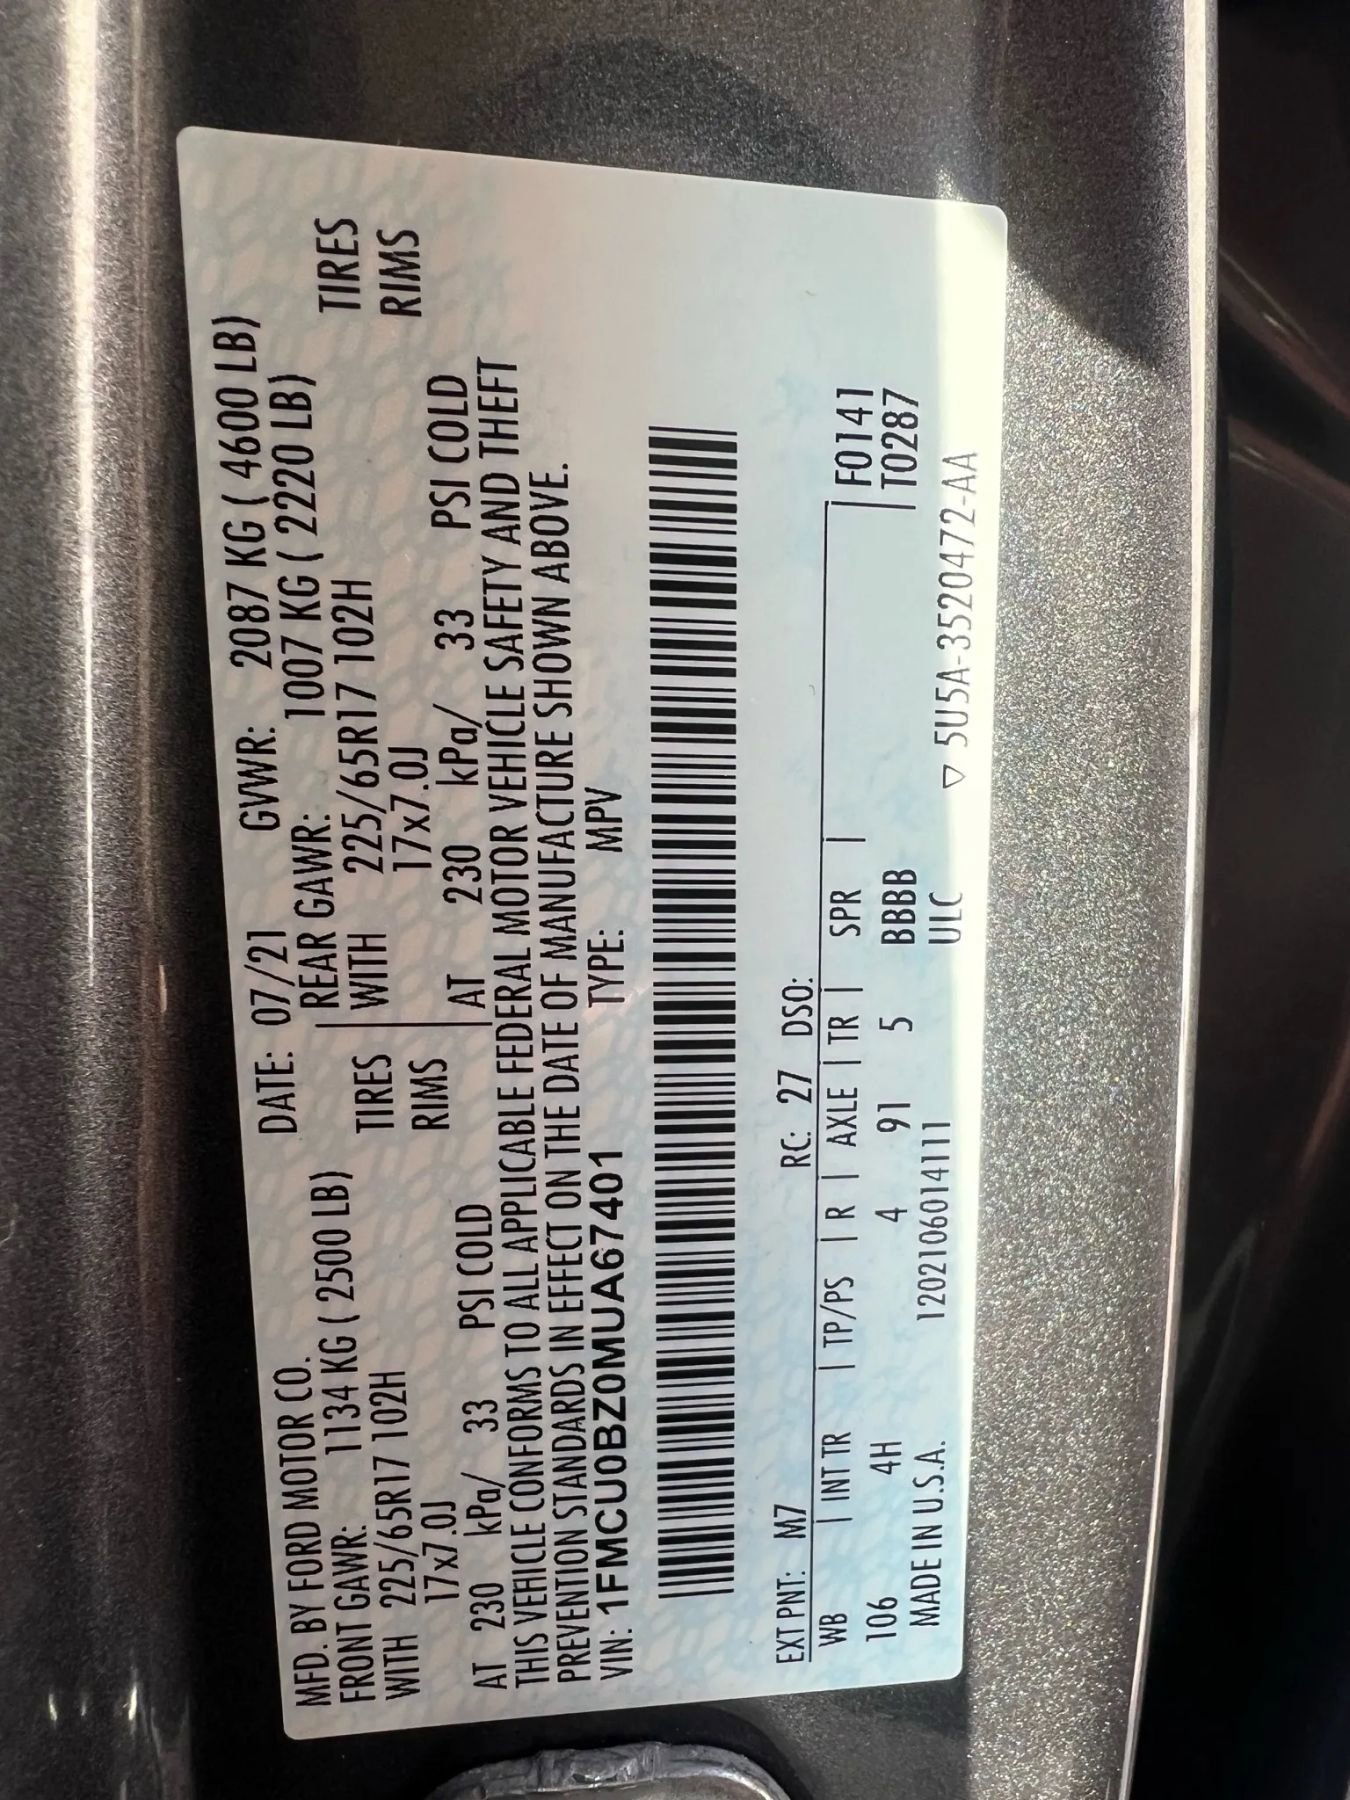 MFD. BY FORD MOTOR CO. DATE: 07/21 GVWR: 2087 KG ( 4600 LB)
FRONT GAWR: 1134 KG ( 2500 LB) REAR GAWR: 1007 KG ( 2220 LB)
WITH 225/65R17 102H TIRES WITH 225/65R17 102H TIRES
17x7.0J RIMS 17x7.0J RIMS
AT 230 kPa/ 33 PSI COLD AT 230 kPa/ 33 PSI COLD
THIS VEHICLE CONFORMS TO ALL APPLICABLE FEDERAL MOTOR VEHICLE SAFETY AND THEFT
PREVENTION STANDARDS IN EFFECT ON THE DATE OF MANUFACTURE SHOWN ABOVE.
VIN: 1FMCU0BZ0MUA67401 TYPE: MPV
EXT PNT: M7 RC: 27 DSO:
WB | INT TR | TP/PS | R | AXLE | TR | SPR | F0141
106 4H 4 91 5 BBBB T0287
MADE IN U.S.A. 1202106014111 ULC ▽ 5U5A-3520472-AA